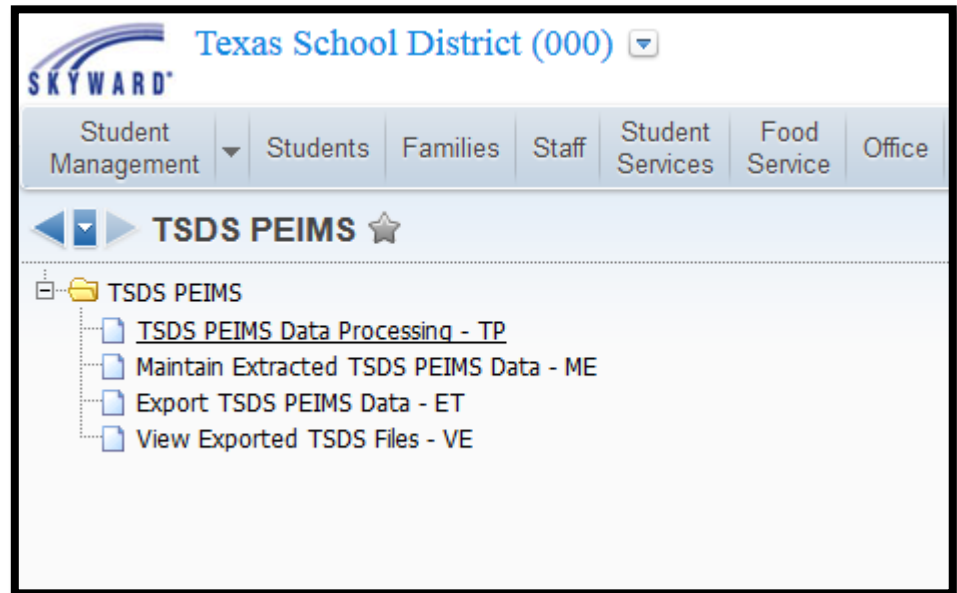 SKYWARD®
Texas School District (000)
Student Management
Students
Families
Staff
Student Services
Food Service
Office
TSDS PEIMS
TSDS PEIMS
TSDS PEIMS Data Processing - TP
Maintain Extracted TSDS PEIMS Data - ME
Export TSDS PEIMS Data - ET
View Exported TSDS Files - VE